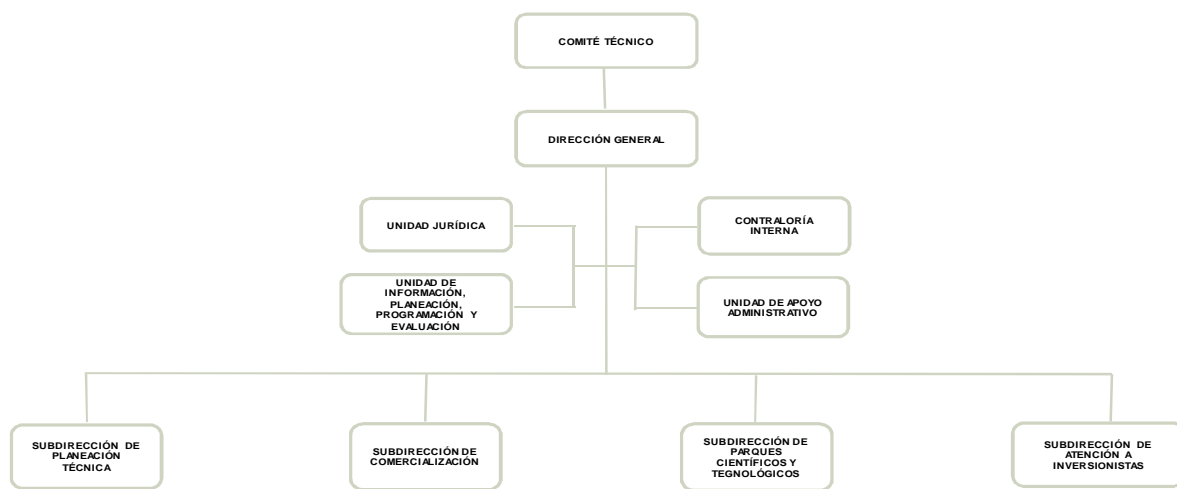 COMITÉ TÉCNICO
DIRECCIÓN GENERAL
UNIDAD JURÍDICA
CONTRALORÍA
INTERNA
UNIDAD DE
INFORMACIÓN,
PLANEACIÓN,
PROGRAMACIÓN Y
EVALUACIÓN
UNIDAD DE APOYO
ADMINISTRATIVO
SUBDIRECCIÓN DE
PLANEACIÓN
TÉCNICA
SUBDIRECCIÓN DE
COMERCIALIZACIÓN
SUBDIRECCIÓN DE
PARQUES
CIENTÍFICOS Y
TEGNOLÓGICOS
SUBDIRECCIÓN DE
ATENCIÓN A
INVERSIONISTAS